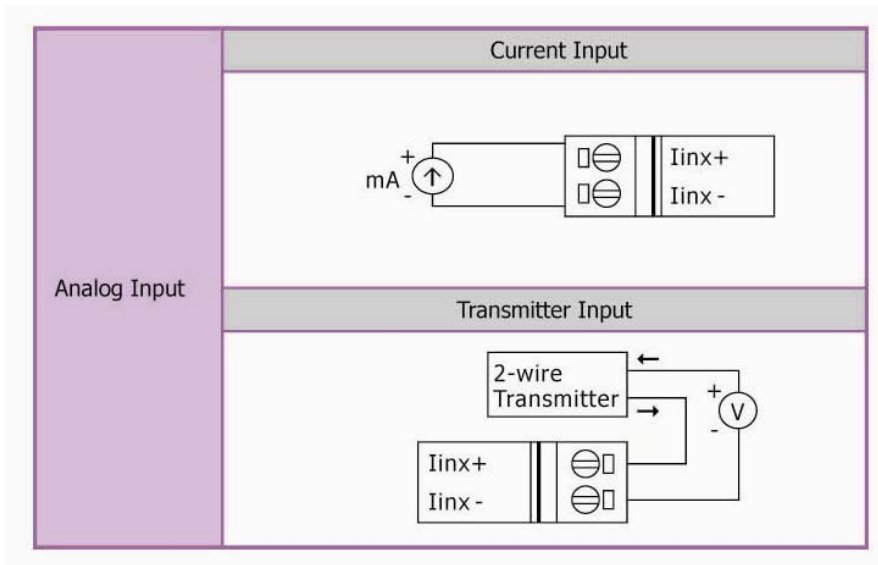 Analog Input
Current Input
+
mA
-
Iinx+
Iinx -
Transmitter Input
2-wire
Transmitter
+
V
-
Iinx+
Iinx -